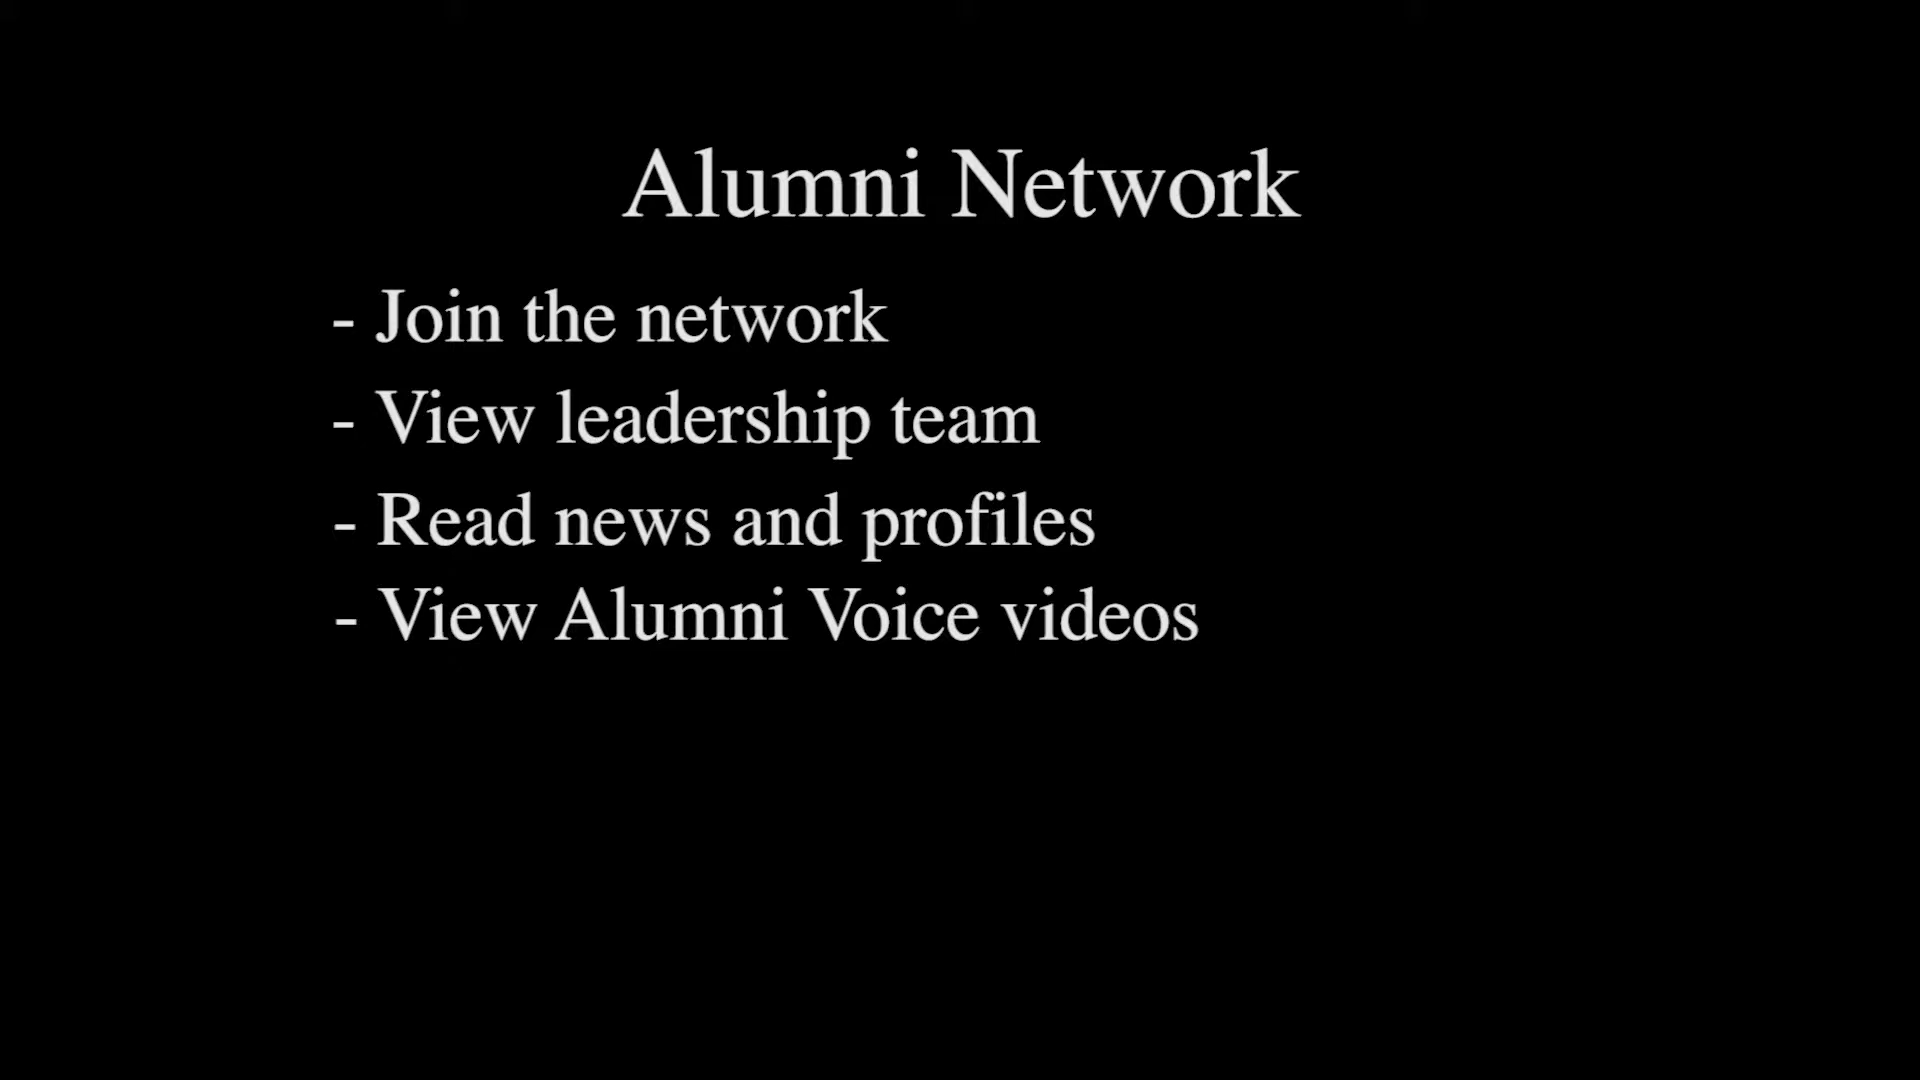 Alumni Network
- Join the network
- View leadership team
- Read news and profiles
- View Alumni Voice videos